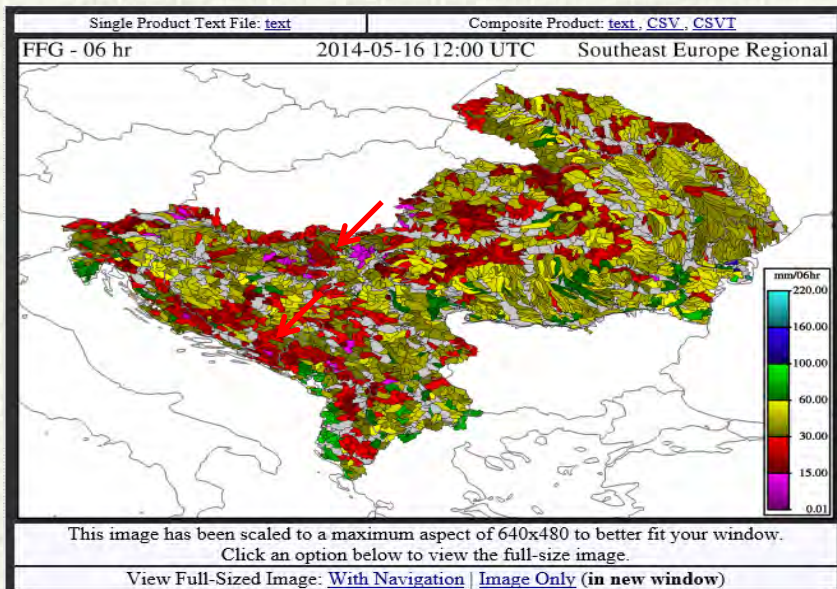 Single Product Text File: text
Composite Product: text , CSV , CSVT
FFG - 06 hr
2014-05-16 12:00 UTC
Southeast Europe Regional
mm/06hr
220.00
160.00
100.00
60.00
30.00
15.00
0.01
This image has been scaled to a maximum aspect of 640x480 to better fit your window.
Click an option below to view the full-size image.
View Full-Sized Image: With Navigation | Image Only (in new window)